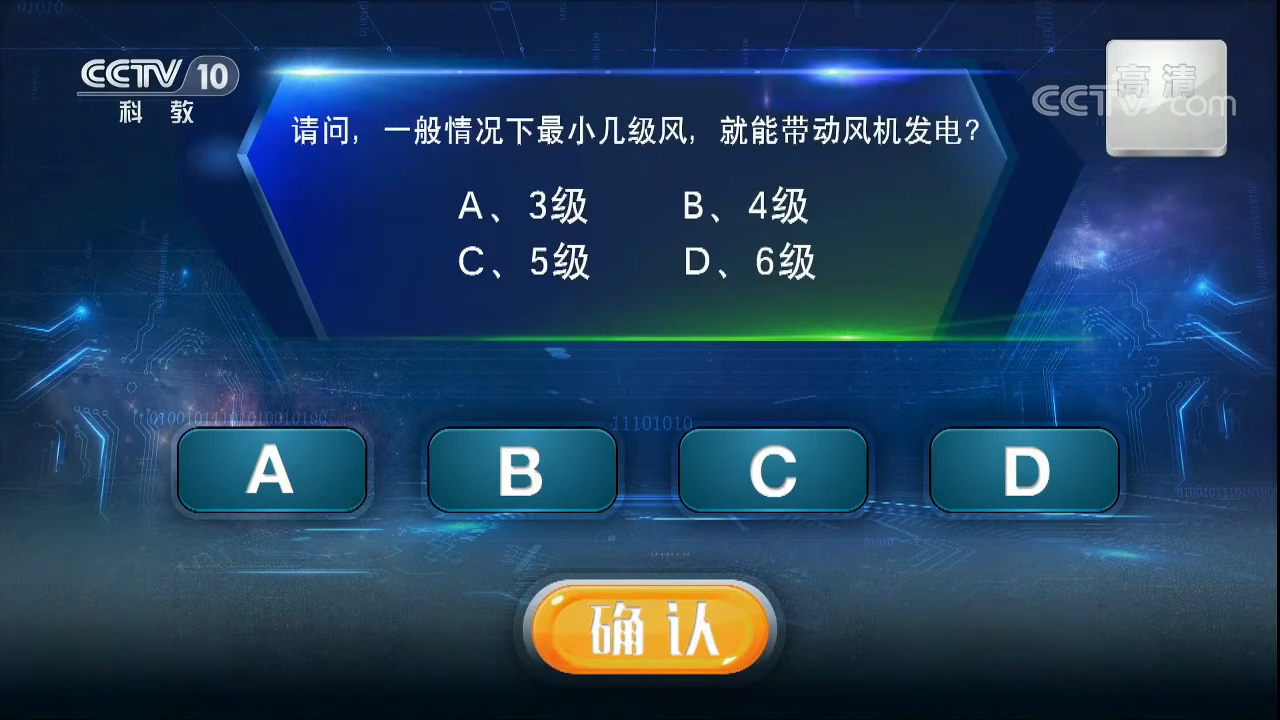 CCTV 10
科 教
高清
CCTV.com
请问，一般情况下最小几级风，就能带动风机发电？
A、3级 B、4级
C、5级 D、6级
01001011101010010100
11101010
A B C D
确 认